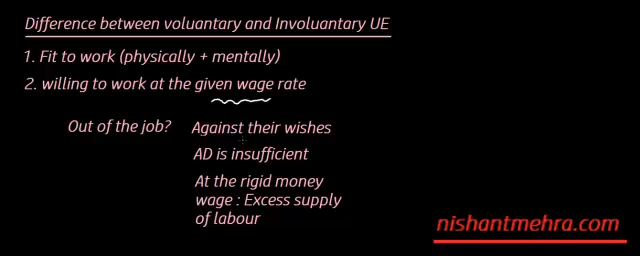 Difference between voluantary and Involuantary UE
1. Fit to work (physically + mentally)
2. willing to work at the given wage rate
Out of the job? Against their wishes
AD is insufficient
At the rigid money
wage : Excess supply
of labour
nishantmehra.com